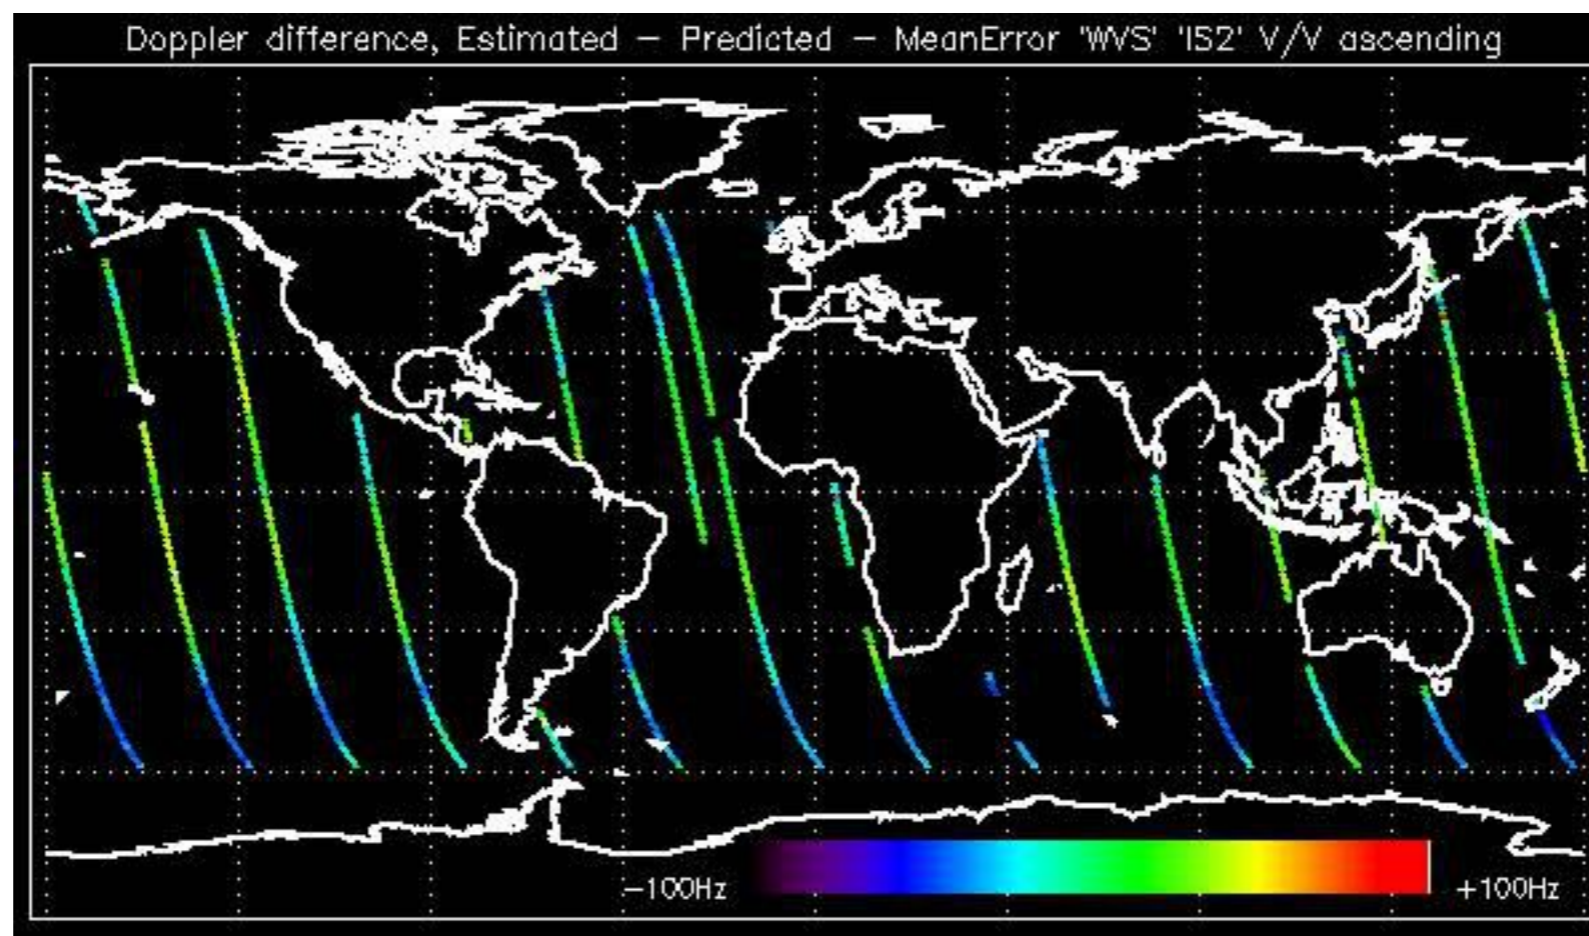 Doppler difference, Estimated – Predicted – MeanError 'WVS' 'IS2' V/V ascending
–100Hz
+100Hz